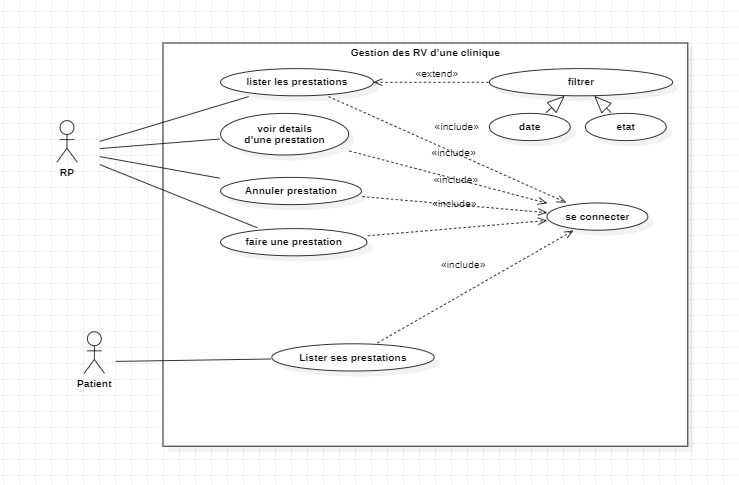 Gestion des RV d'une clinique
lister les prestations
«extend»
filtrer
date
etat
«include»
voir details
d'une prestation
«include»
RP
Annuler prestation
«include»
«include»
se connecter
faire une prestation
«include»
Lister ses prestations
Patient